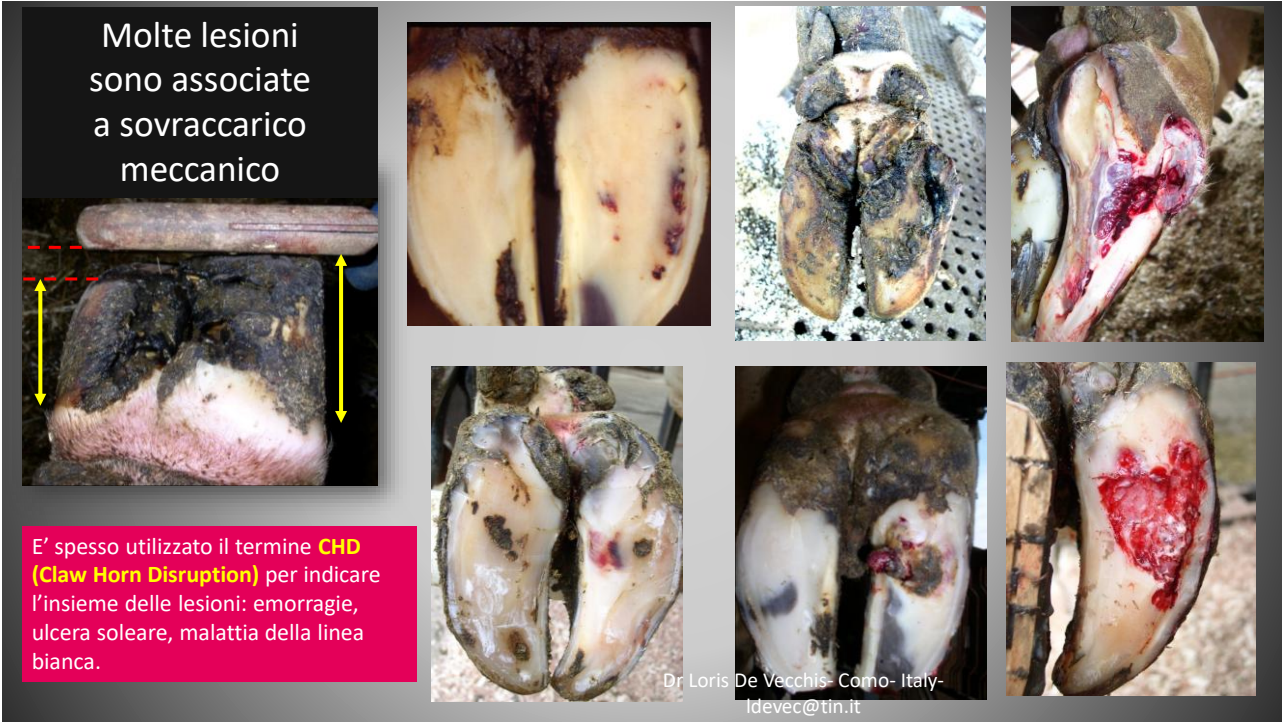 Molte lesioni
sono associate
a sovraccarico
meccanico
E' spesso utilizzato il termine CHD
(Claw Horn Disruption) per indicare
l'insieme delle lesioni: emorragie,
ulcera soleare, malattia della linea
bianca.
Dr Loris De Vecchis- Como- Italy-
ldevec@tin.it